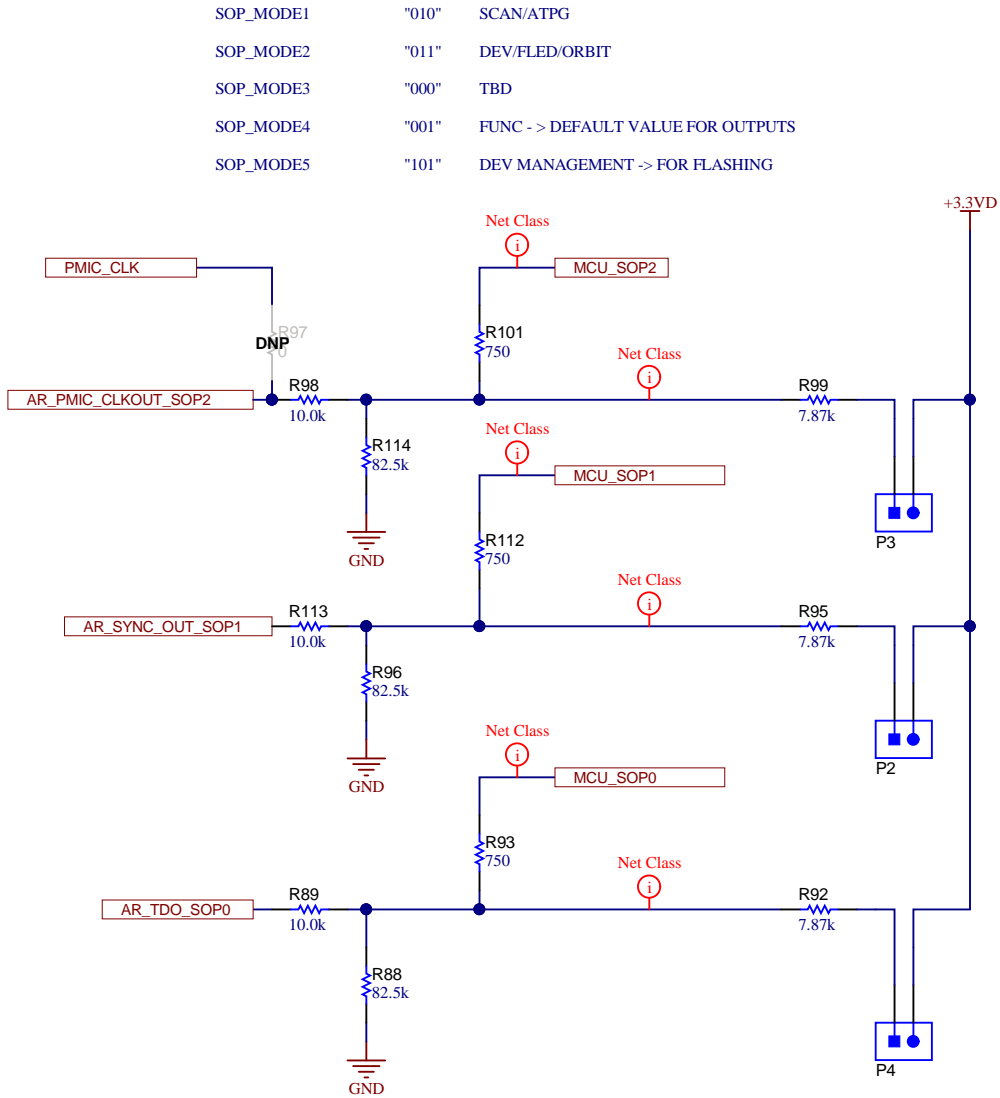 SOP_MODE1 "010" SCAN/ATPG
SOP_MODE2 "011" DEV/FLED/ORBIT
SOP_MODE3 "000" TBD
SOP_MODE4 "001" FUNC - > DEFAULT VALUE FOR OUTPUTS
SOP_MODE5 "101" DEV MANAGEMENT -> FOR FLASHING
+3.3VD
Net Class
i
PMIC_CLK
MCU_SOP2
R97
DNP
0
R101
750
Net Class
i
AR_PMIC_CLKOUT_SOP2
R98
10.0k
R99
7.87k
R114
82.5k
GND
Net Class
i
MCU_SOP1
P3
R112
750
Net Class
i
AR_SYNC_OUT_SOP1
R113
10.0k
R95
7.87k
R96
82.5k
GND
Net Class
i
MCU_SOP0
P2
R93
750
Net Class
i
AR_TDO_SOP0
R89
10.0k
R92
7.87k
R88
82.5k
GND
P4